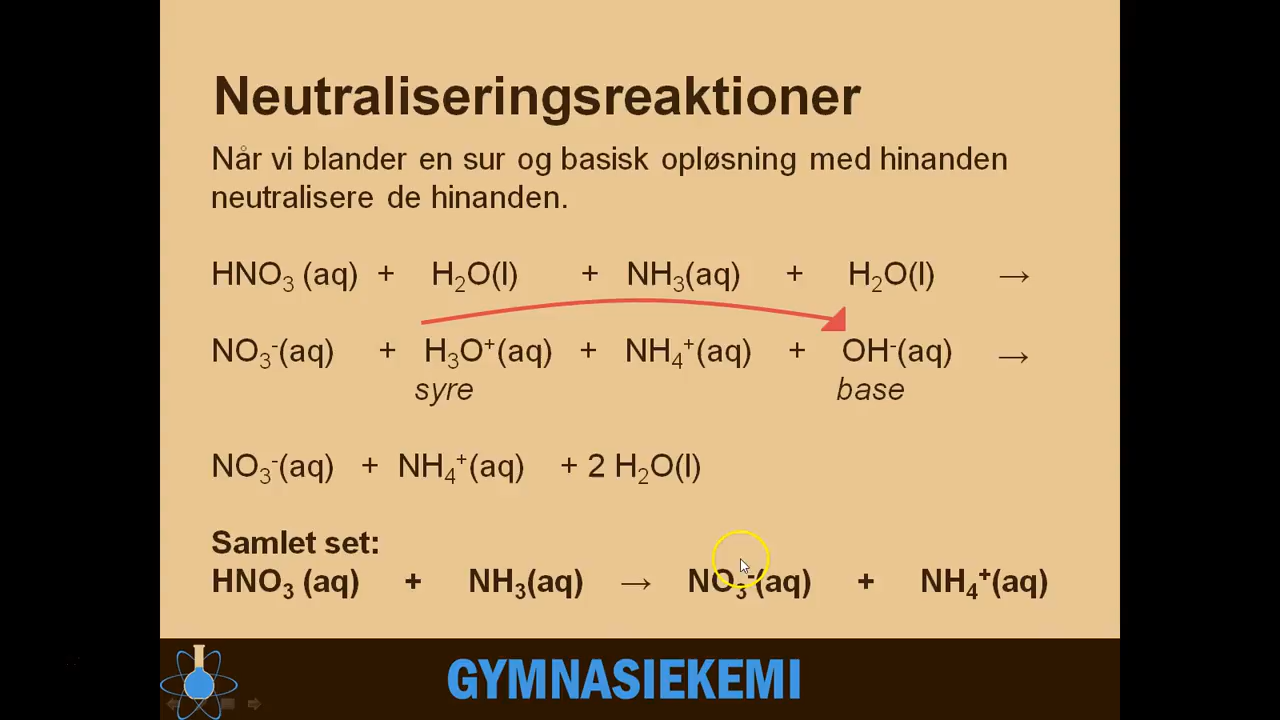 Neutraliseringsreaktioner
Når vi blander en sur og basisk opløsning med hinanden
neutralisere de hinanden.
HNO₃ (aq) + H₂O(l) + NH₃(aq) + H₂O(l) →
NO₃⁻(aq) + H₃O⁺(aq) + NH₄⁺(aq) + OH⁻(aq) →
syre base
NO₃⁻(aq) + NH₄⁺(aq) + 2 H₂O(l)
Samlet set:
HNO₃ (aq) + NH₃(aq) → NO₃⁻(aq) + NH₄⁺(aq)
GYMNASIEKEMI